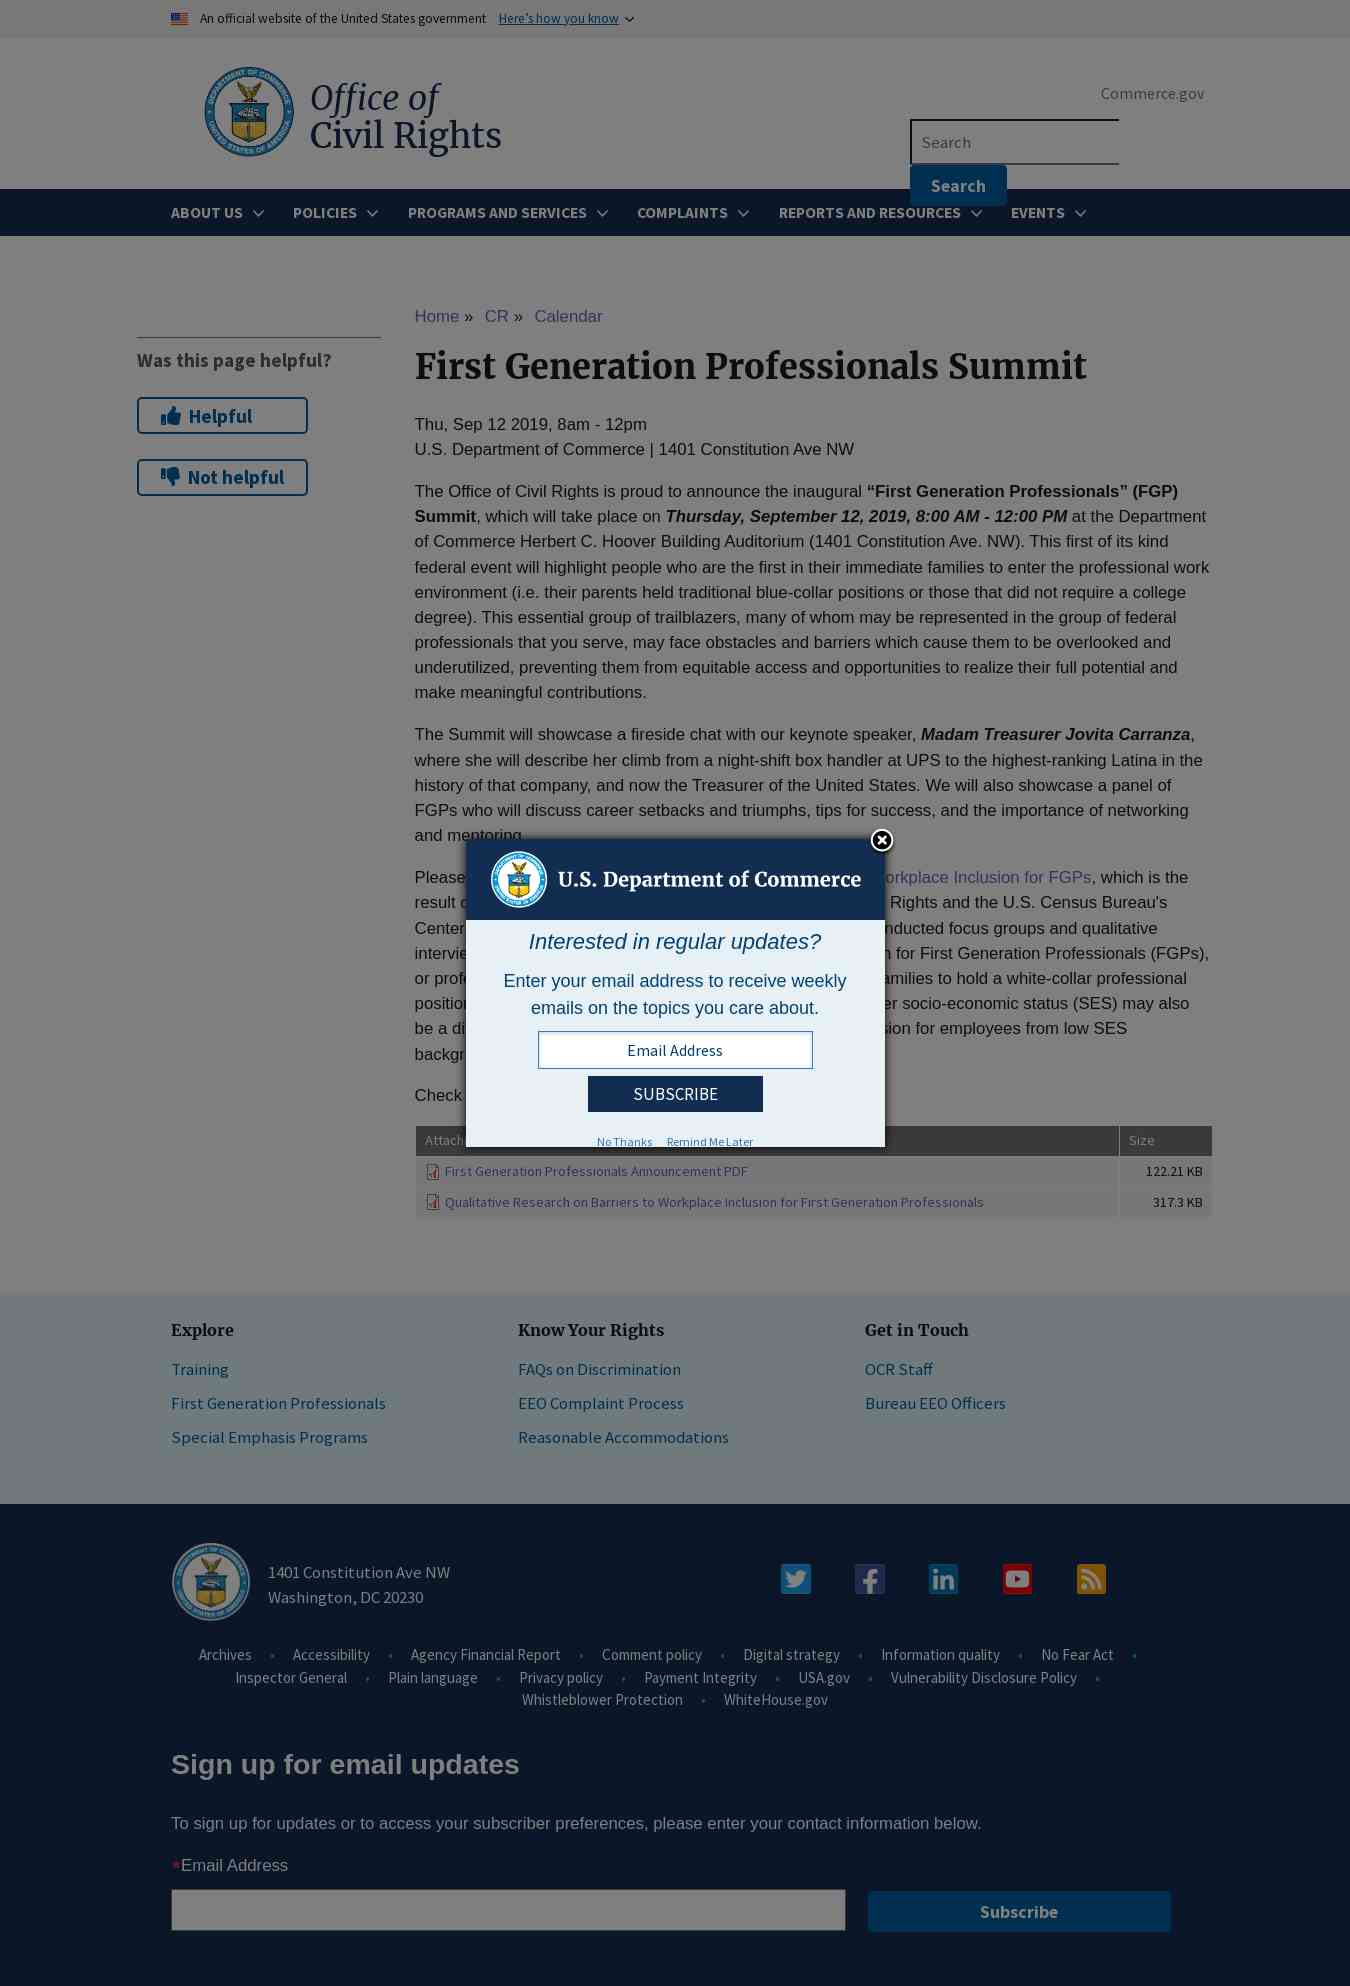 An official website of the United States government Here's how you know
Office of
Civil Rights
Commerce.gov
Search
Search
ABOUT US POLICIES PROGRAMS AND SERVICES COMPLAINTS REPORTS AND RESOURCES EVENTS
Home » CR » Calendar
Was this page helpful?
Helpful
Not helpful
First Generation Professionals Summit
Thu, Sep 12 2019, 8am - 12pm
U.S. Department of Commerce | 1401 Constitution Ave NW
The Office of Civil Rights is proud to announce the inaugural “First Generation Professionals” (FGP)
Summit, which will take place on Thursday, September 12, 2019, 8:00 AM - 12:00 PM at the Department
of Commerce Herbert C. Hoover Building Auditorium (1401 Constitution Ave. NW). This first of its kind
federal event will highlight people who are the first in their immediate families to enter the professional work
environment (i.e. their parents held traditional blue-collar positions or those that did not require a college
degree). This essential group of trailblazers, many of whom may be represented in the group of federal
professionals that you serve, may face obstacles and barriers which cause them to be overlooked and
underutilized, preventing them from equitable access and opportunities to realize their full potential and
make meaningful contributions.
The Summit will showcase a fireside chat with our keynote speaker, Madam Treasurer Jovita Carranza,
where she will describe her climb from a night-shift box handler at UPS to the highest-ranking Latina in the
history of that company, and now the Treasurer of the United States. We will also showcase a panel of
FGPs who will discuss career setbacks and triumphs, tips for success, and the importance of networking
and mentoring.
Please Inclusion for FGPs, which is the
result Rights and the U.S. Census Bureau's
Center conducted focus groups and qualitative
for First Generation Professionals (FGPs),
or families to hold a white-collar professional
socio-economic status (SES) may also
be a for employees from low SES
Check
Size
First Generation Professionals Announcement PDF 122.21 KB
Qualitative Research on Barriers to Workplace Inclusion for First Generation Professionals 317.3 KB
U.S. Department of Commerce
Interested in regular updates?
Enter your email address to receive weekly
emails on the topics you care about.
Email Address
SUBSCRIBE
No Thanks Remind Me Later
Explore
Training
First Generation Professionals
Special Emphasis Programs
Know Your Rights
FAQs on Discrimination
EEO Complaint Process
Reasonable Accommodations
Get in Touch
OCR Staff
Bureau EEO Officers
1401 Constitution Ave NW
Washington, DC 20230
Archives • Accessibility • Agency Financial Report • Comment policy • Digital strategy • Information quality • No Fear Act •
Inspector General • Plain language • Privacy policy • Payment Integrity • USA.gov • Vulnerability Disclosure Policy •
Whistleblower Protection • WhiteHouse.gov
Sign up for email updates
To sign up for updates or to access your subscriber preferences, please enter your contact information below.
*Email Address
Subscribe